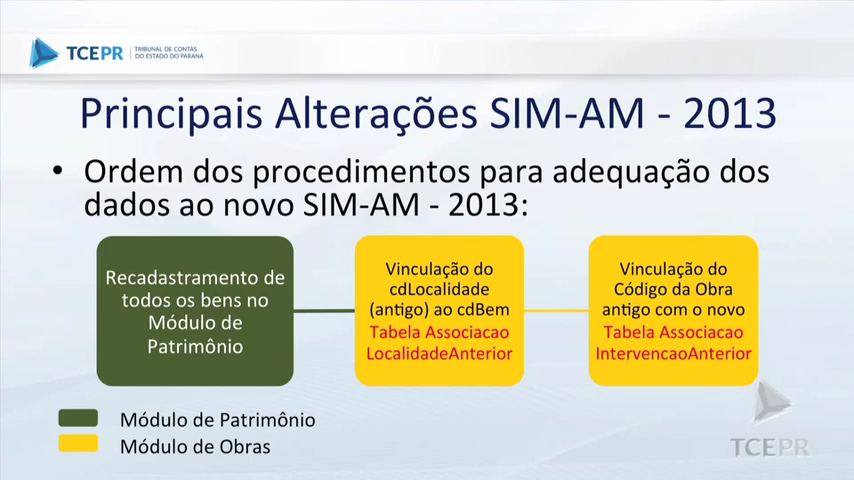 TCEPR
TRIBUNAL DE CONTAS
DO ESTADO DO PARANÁ
Principais Alterações SIM-AM - 2013
• Ordem dos procedimentos para adequação dos
dados ao novo SIM-AM - 2013:
Recadastramento de
todos os bens no
Módulo de
Patrimônio
Vinculação do
cdLocalidade
(antigo) ao cdBem
Tabela Associacao
LocalidadeAnterior
Vinculação do
Código da Obra
antigo com o novo
Tabela Associacao
IntervencaoAnterior
Módulo de Patrimônio
Módulo de Obras
TCEPR